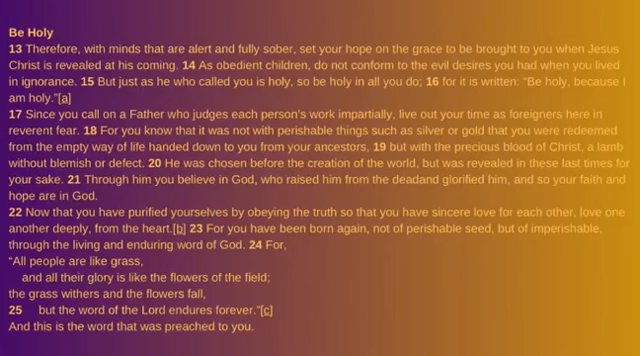 Be Holy
13 Therefore, with minds that are alert and fully sober, set your hope on the grace to be brought to you when Jesus
Christ is revealed at his coming. 14 As obedient children, do not conform to the evil desires you had when you lived
in ignorance. 15 But just as he who called you is holy, so be holy in all you do; 16 for it is written: “Be holy, because I
am holy.”[a]
17 Since you call on a Father who judges each person’s work impartially, live out your time as foreigners here in
reverent fear. 18 For you know that it was not with perishable things such as silver or gold that you were redeemed
from the empty way of life handed down to you from your ancestors, 19 but with the precious blood of Christ, a lamb
without blemish or defect. 20 He was chosen before the creation of the world, but was revealed in these last times for
your sake. 21 Through him you believe in God, who raised him from the deadand glorified him, and so your faith and
hope are in God.
22 Now that you have purified yourselves by obeying the truth so that you have sincere love for each other, love one
another deeply, from the heart.[b] 23 For you have been born again, not of perishable seed, but of imperishable,
through the living and enduring word of God. 24 For,
“All people are like grass,
and all their glory is like the flowers of the field;
the grass withers and the flowers fall,
25 but the word of the Lord endures forever.”[c]
And this is the word that was preached to you.